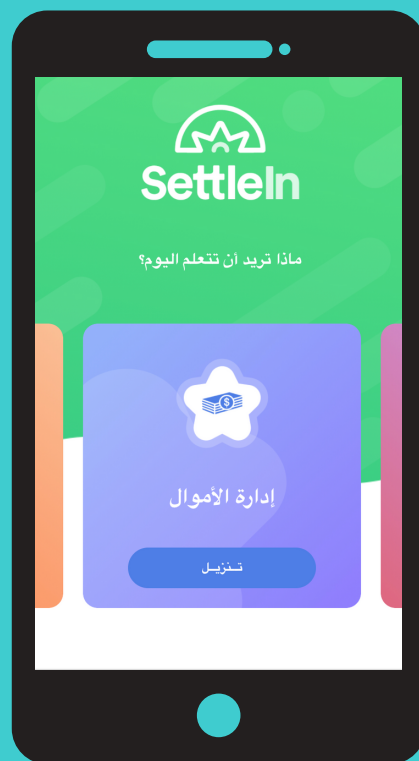 SettleIn
ماذا تريد أن تتعلم اليوم؟
إدارة الأموال
تنزيل